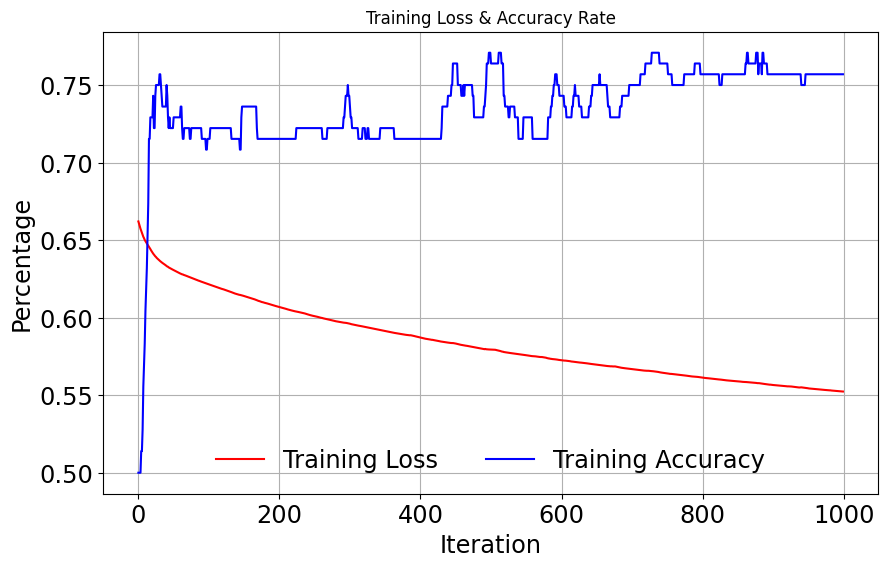 Training Loss & Accuracy Rate
0.75
0.70
0.65
0.60
0.55
0.50
Percentage
Training Loss
Training Accuracy
0
200
400
600
800
1000
Iteration